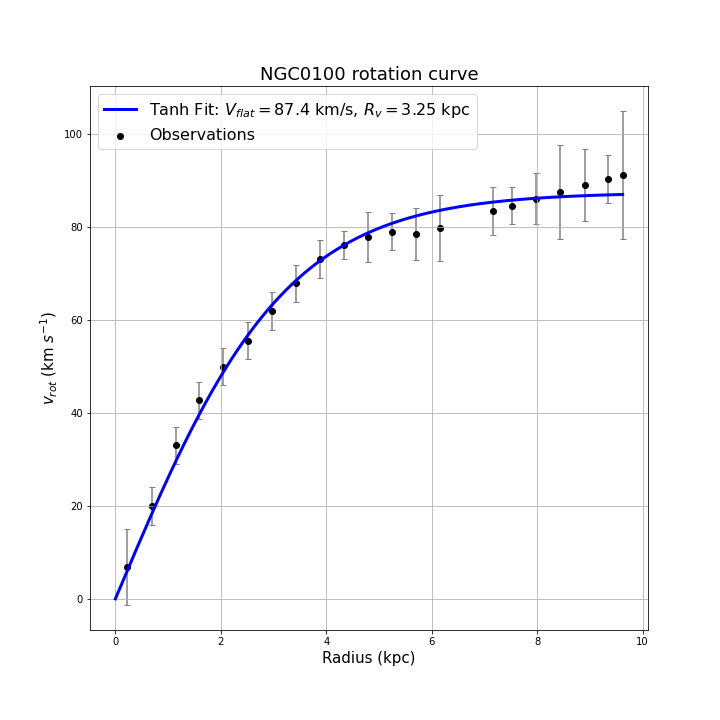 NGC0100 rotation curve
Tanh Fit: V_flat = 87.4 km/s, R_v = 3.25 kpc
Observations
100
80
60
40
20
0
v_rot (km s⁻¹)
0 2 4 6 8 10
Radius (kpc)